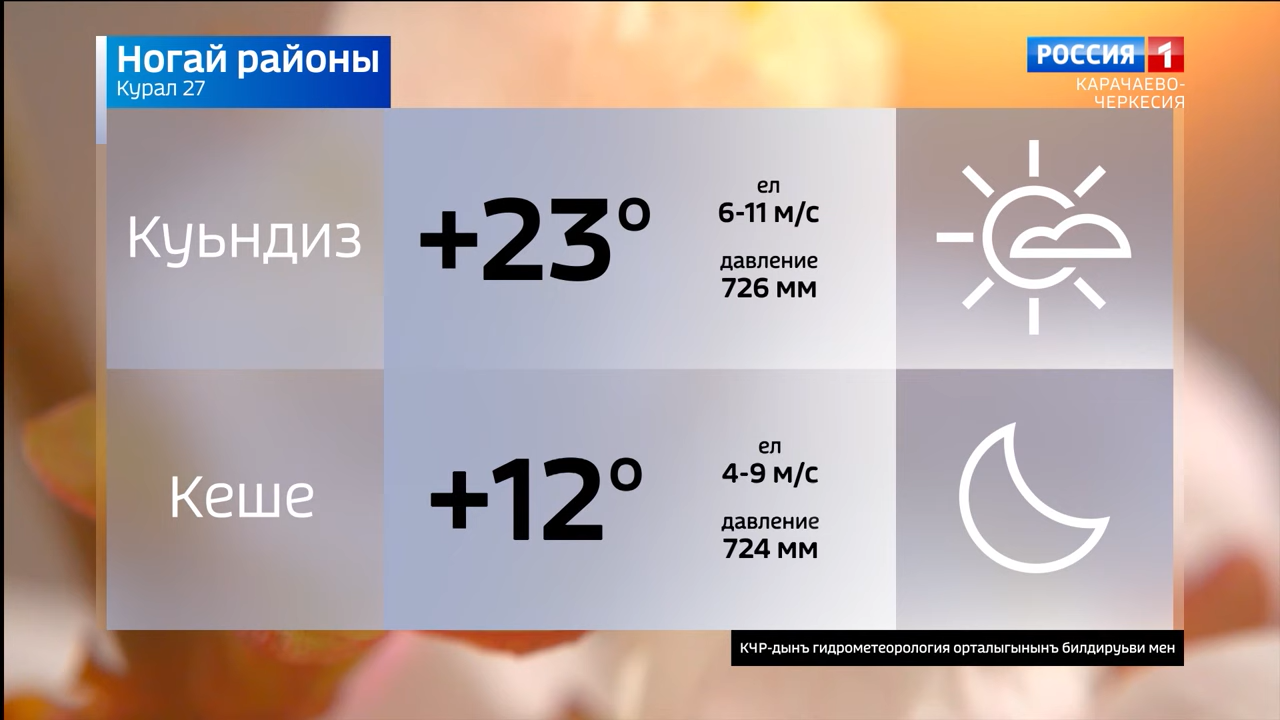 Ногай районы
Курал 27
РОССИЯ 1
КАРАЧАЕВО-
ЧЕРКЕСИЯ
Куьндиз
+23°
ел
6-11 м/с
давление
726 мм
Кеше
+12°
ел
4-9 м/с
давление
724 мм
КЧР-дынъ гидрометеорология орталыгынынъ билдируьви мен